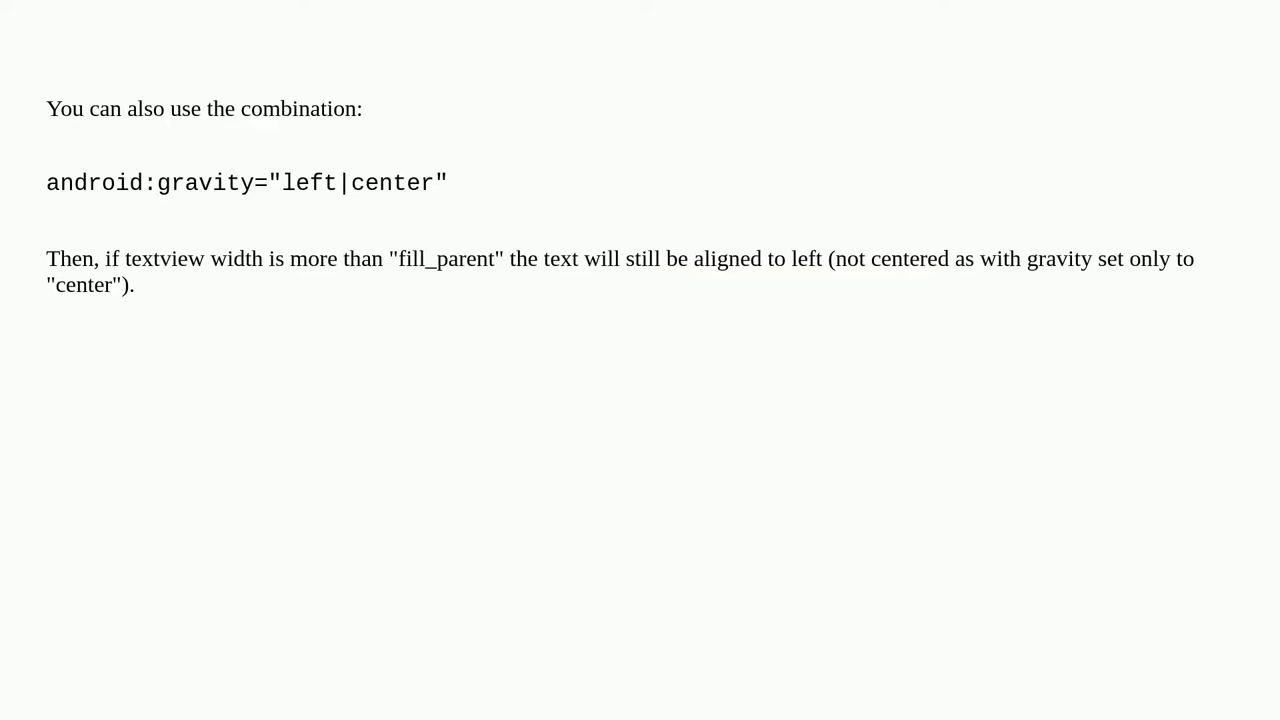 You can also use the combination:
android:gravity="left|center"
Then, if textview width is more than "fill_parent" the text will still be aligned to left (not centered as with gravity set only to
"center").